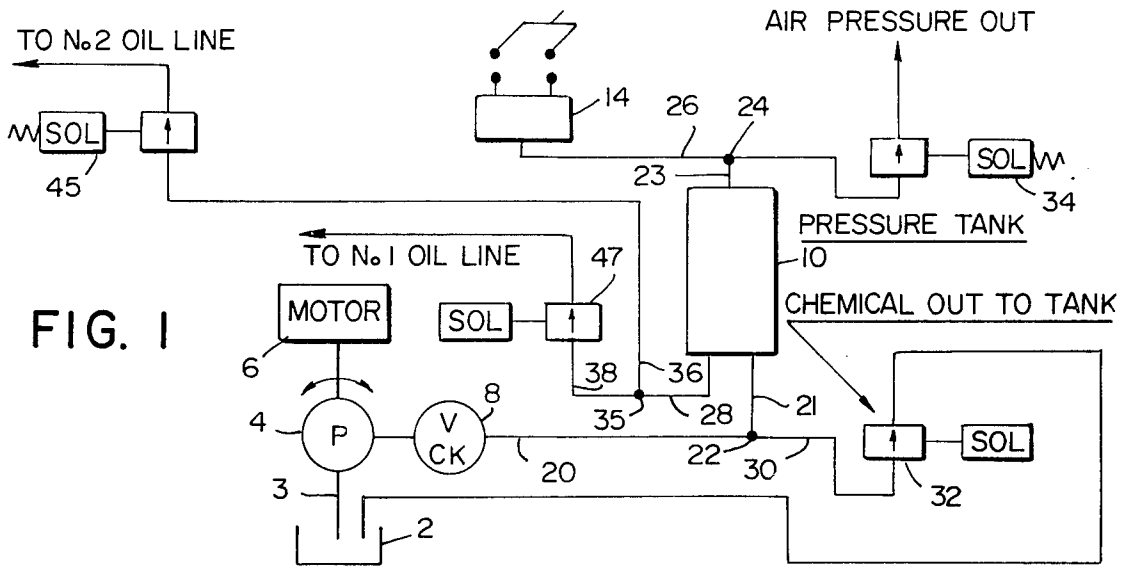 TO No.2 OIL LINE
AIR PRESSURE OUT
14
26
24
SOL
SOL
45
23
34
PRESSURE TANK
TO No.1 OIL LINE
47
10
CHEMICAL OUT TO TANK
FIG. 1
MOTOR
SOL
6
38
36
21
35
28
8
4
P
V
CK
SOL
20
22
30
32
3
2